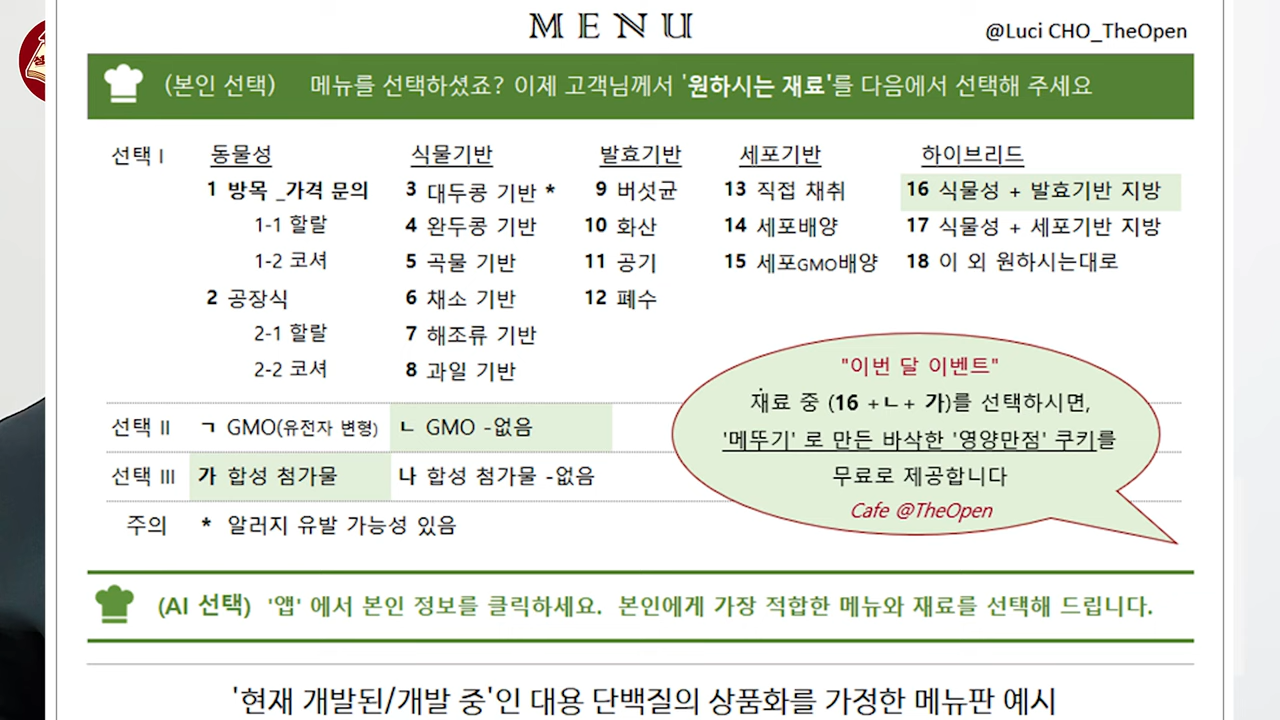 MENU
@Luci CHO_TheOpen
(본인 선택) 메뉴를 선택하셨죠? 이제 고객님께서 '원하시는 재료'를 다음에서 선택해 주세요
선택 I 동물성 식물기반 발효기반 세포기반 하이브리드
1 방목 _가격 문의 3 대두콩 기반 * 9 버섯균 13 직접 채취 16 식물성 + 발효기반 지방
1-1 할랄 4 완두콩 기반 10 화산 14 세포배양 17 식물성 + 세포기반 지방
1-2 코셔 5 곡물 기반 11 공기 15 세포GMO배양 18 이 외 원하시는대로
2 공장식 6 채소 기반 12 폐수
2-1 할랄 7 해조류 기반
2-2 코셔 8 과일 기반
선택 II ㄱ GMO(유전자 변형) ㄴ GMO -없음
선택 III 가 합성 첨가물 나 합성 첨가물 -없음
주의 * 알러지 유발 가능성 있음
"이번 달 이벤트"
재료 중 (16 +ㄴ+ 가)를 선택하시면,
'메뚜기' 로 만든 바삭한 '영양만점' 쿠키를
무료로 제공합니다
Cafe @TheOpen
(AI 선택) '앱' 에서 본인 정보를 클릭하세요. 본인에게 가장 적합한 메뉴와 재료를 선택해 드립니다.
'현재 개발된/개발 중'인 대용 단백질의 상품화를 가정한 메뉴판 예시